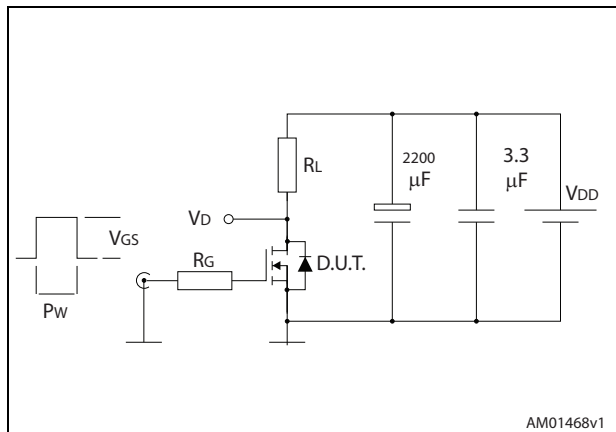 RL
2200
μF
3.3
μF
VDD
VD
VGS
RG
D.U.T.
PW
AM01468v1